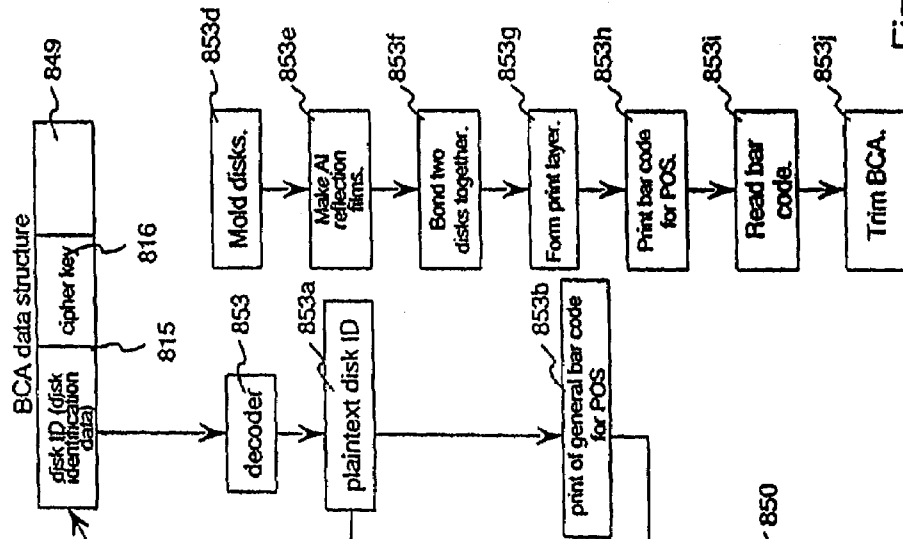 BCA data structure
849
disk ID (disk
identification
data)
cipher key
815
816
853
decoder
853a
plaintext disk ID
853b
print of general bar code
for POS
850
853d
Mold disks.
853e
Make Al
reflection
films.
853f
Bond two
disks together.
853g
Form print layer.
853h
Print bar code
for POS.
853i
Read bar
code.
853j
Trim BCA.